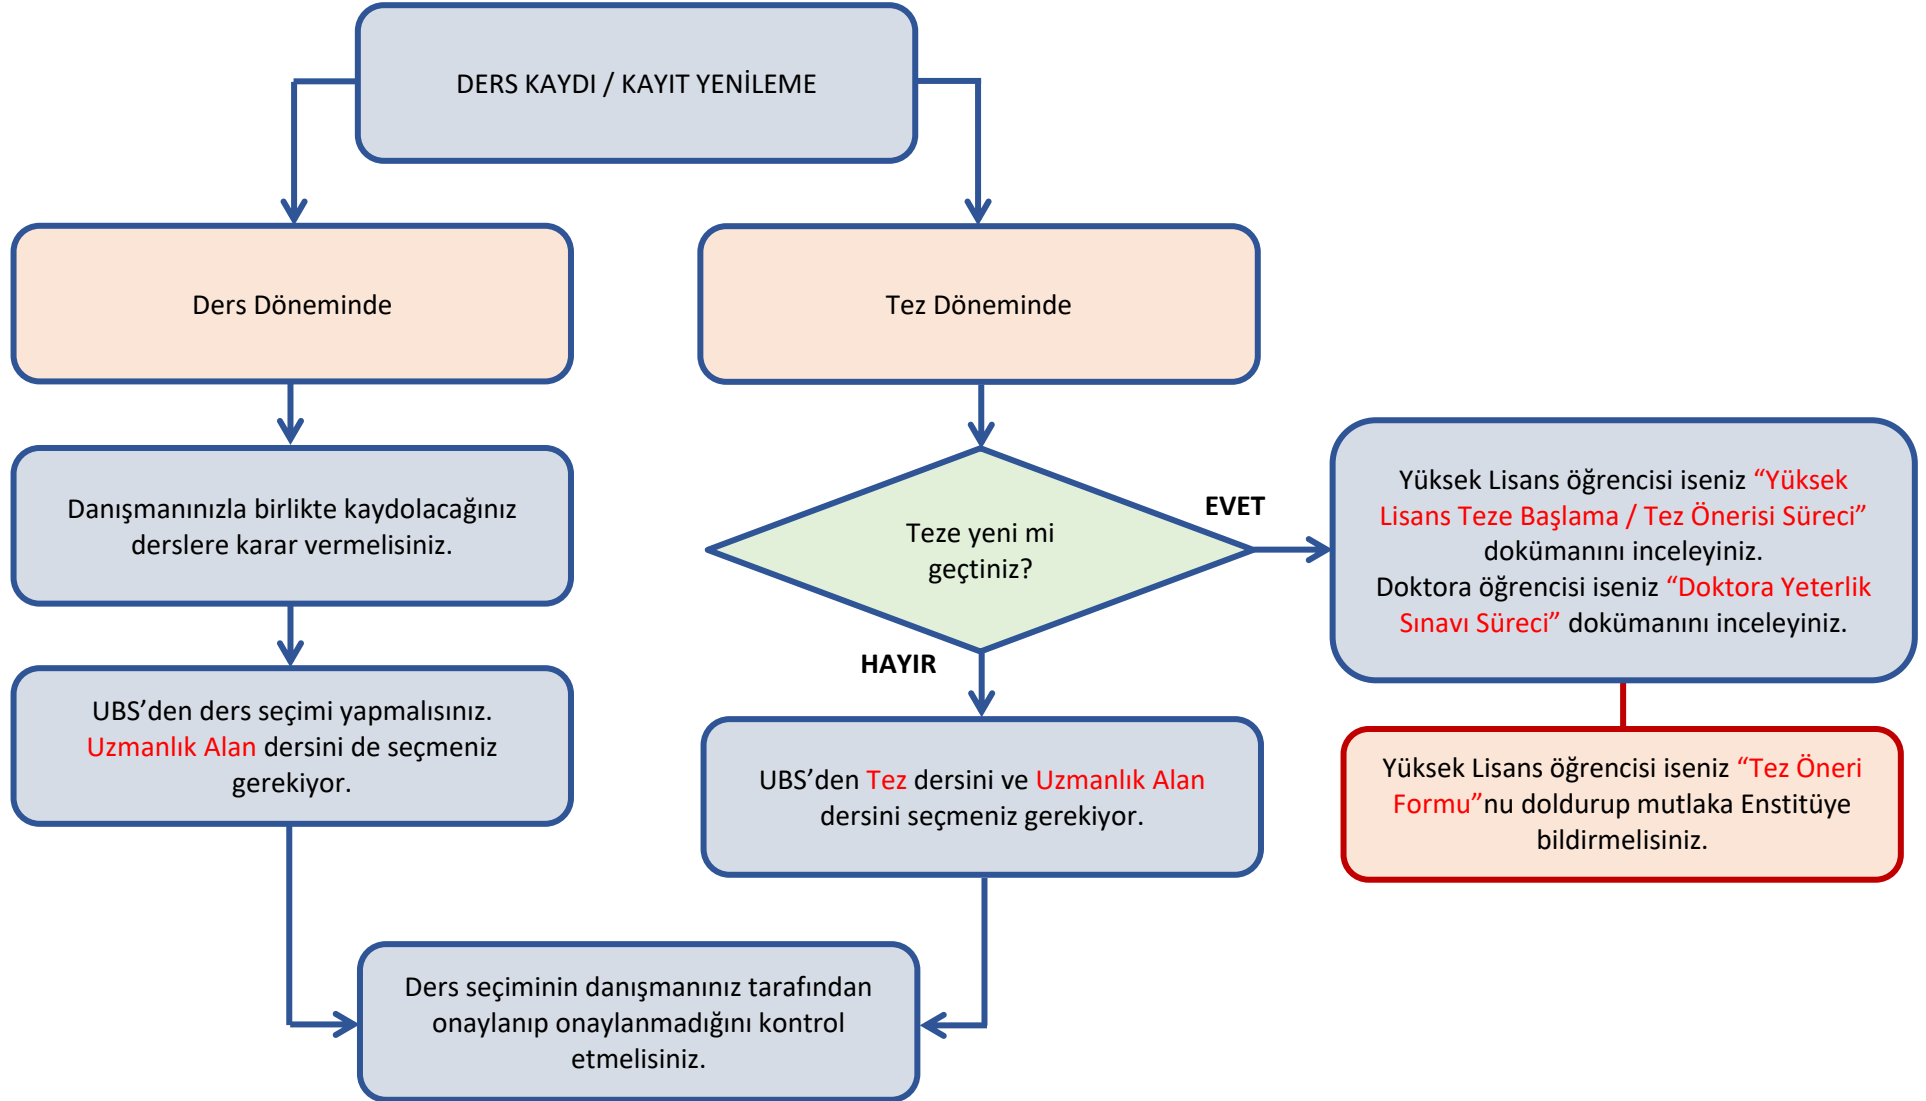 DERS KAYDI / KAYIT YENİLEME
Ders Döneminde
Tez Döneminde
Danışmanınızla birlikte kaydolacağınız
derslere karar vermelisiniz.
Teze yeni mi
geçtiniz?
EVET
HAYIR
Yüksek Lisans öğrencisi iseniz “Yüksek
Lisans Teze Başlama / Tez Önerisi Süreci”
dokümanını inceleyiniz.
Doktora öğrencisi iseniz “Doktora Yeterlik
Sınavı Süreci” dokümanını inceleyiniz.
UBS’den ders seçimi yapmalısınız.
Uzmanlık Alan dersini de seçmeniz
gerekiyor.
UBS’den Tez dersini ve Uzmanlık Alan
dersini seçmeniz gerekiyor.
Yüksek Lisans öğrencisi iseniz “Tez Öneri
Formu”nu doldurup mutlaka Enstitüye
bildirmelisiniz.
Ders seçiminin danışmanınız tarafından
onaylanıp onaylanmadığını kontrol
etmelisiniz.